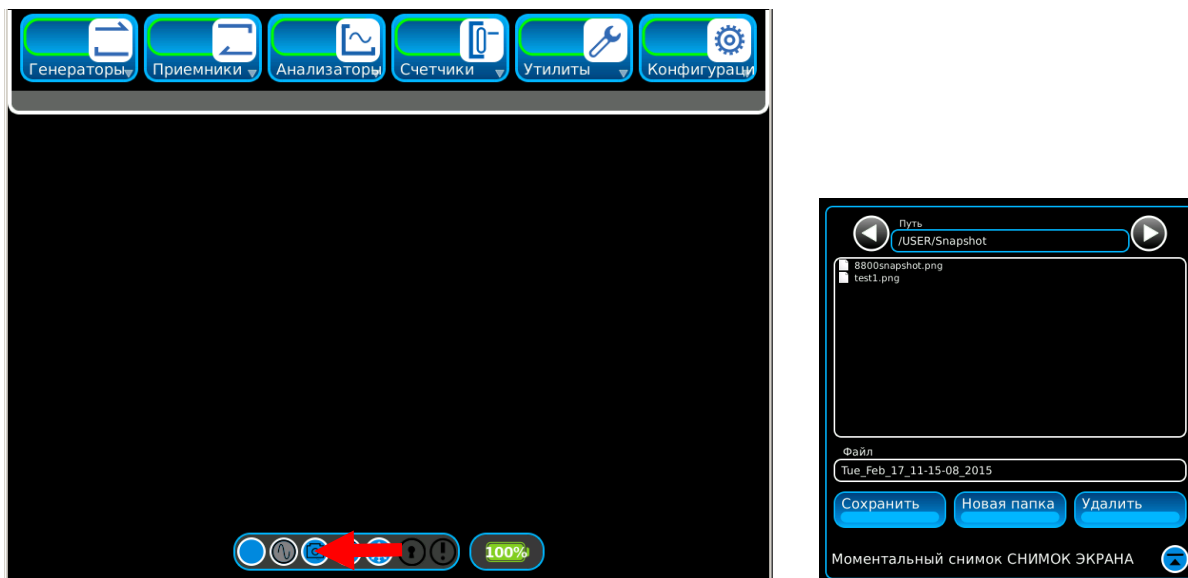 Генераторы Приемники Анализаторы Счетчики Утилиты Конфигураци
100%
Путь
/USER/Snapshot
8800snapshot.png
test1.png
Файл
Tue_Feb_17_11-15-08_2015
Сохранить Новая папка Удалить
Моментальный снимок СНИМОК ЭКРАНА